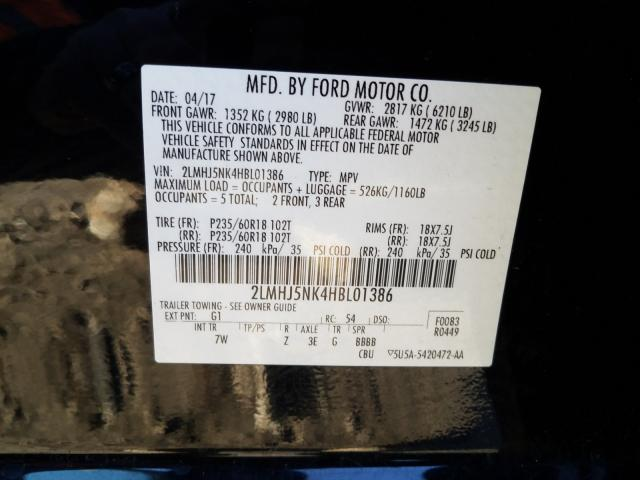 MFD. BY FORD MOTOR CO.
DATE: 04/17 GVWR: 2817 KG ( 6210 LB)
FRONT GAWR: 1352 KG ( 2980 LB) REAR GAWR: 1472 KG ( 3245 LB)
THIS VEHICLE CONFORMS TO ALL APPLICABLE FEDERAL MOTOR
VEHICLE SAFETY STANDARDS IN EFFECT ON THE DATE OF
MANUFACTURE SHOWN ABOVE.
VIN: 2LMHJ5NK4HBL01386 TYPE: MPV
MAXIMUM LOAD = OCCUPANTS + LUGGAGE = 526KG/1160LB
OCCUPANTS = 5 TOTAL; 2 FRONT, 3 REAR
TIRE (FR): P235/60R18 102T RIMS (FR): 18X7.5J
(RR): P235/60R18 102T (RR): 18X7.5J
PRESSURE (FR): 240 kPa/ 35 PSI COLD (RR): 240 kPa/ 35 PSI COLD
2LMHJ5NK4HBL01386
TRAILER TOWING - SEE OWNER GUIDE
EXT PNT: G1 RC: 54 DSO: F0083
INT TR TP/PS R AXLE TR SPR R0449
7W Z 3E G BBBB
CBU 5U5A-5420472-AA